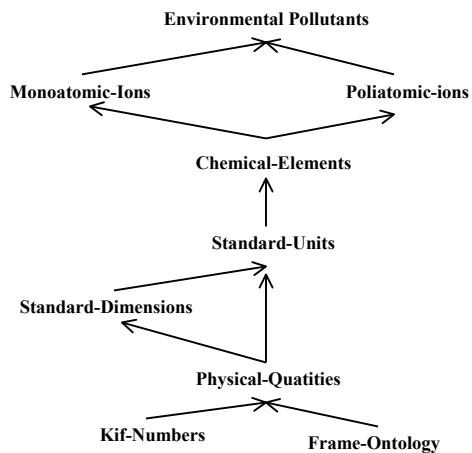 Environmental Pollutants
Monoatomic-Ions
Poliatomic-ions
Chemical-Elements
Standard-Units
Standard-Dimensions
Physical-Quatities
Kif-Numbers
Frame-Ontology